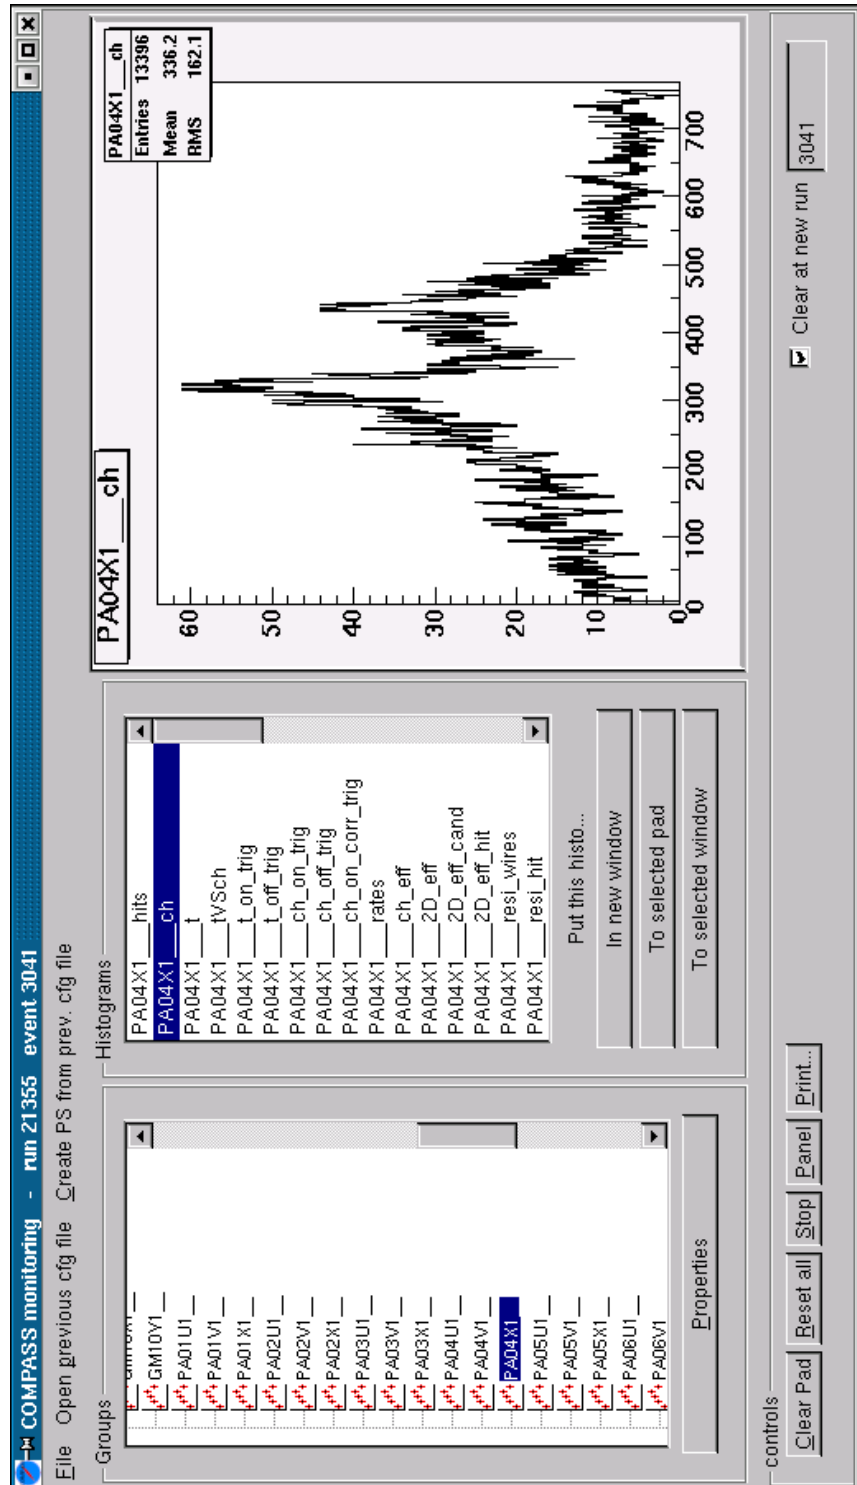 COMPASS monitoring - run 21355 event 3041
File Open previous cfg file Create PS from prev. cfg file
Groups
GM10Y1__
PA01U1__
PA01V1__
PA01X1__
PA02U1__
PA02V1__
PA02X1__
PA03U1__
PA03V1__
PA03X1__
PA04U1__
PA04V1__
PA04X1__
PA05U1__
PA05V1__
PA05X1__
PA06U1__
PA06V1__
Properties
Histograms
PA04X1___hits
PA04X1___ch
PA04X1___t
PA04X1___tVSch
PA04X1___t_on_trig
PA04X1___t_off_trig
PA04X1___ch_on_trig
PA04X1___ch_off_trig
PA04X1___ch_on_corr_trig
PA04X1___rates
PA04X1___ch_eff
PA04X1___2D_eff
PA04X1___2D_eff_cand
PA04X1___2D_eff_hit
PA04X1___resi_wires
PA04X1___resi_hit
Put this histo...
In new window
To selected pad
To selected window
PA04X1___ch
PA04X1___ch
Entries 13396
Mean 336.2
RMS 162.1
60
50
40
30
20
10
0
0 100 200 300 400 500 600 700
controls
Clear Pad Reset all Stop Panel Print... Clear at new run 3041